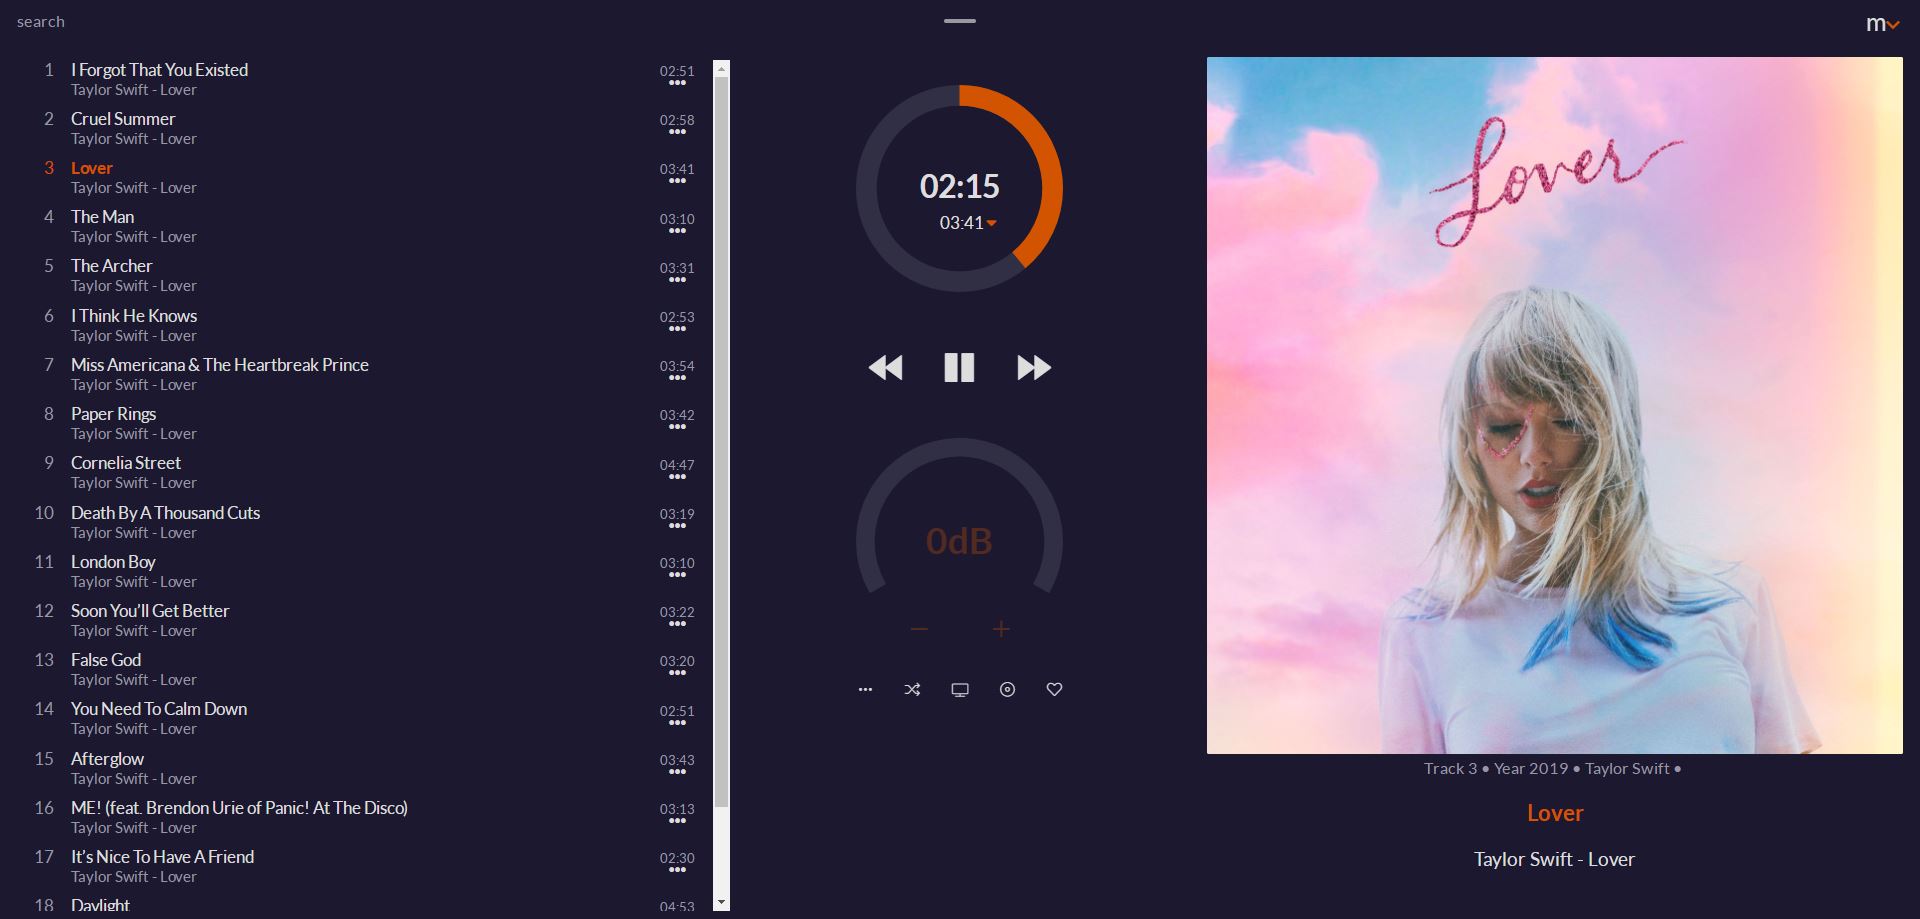 search
m
1 I Forgot That You Existed 02:51
Taylor Swift - Lover
2 Cruel Summer 02:58
Taylor Swift - Lover
3 Lover 03:41
Taylor Swift - Lover
4 The Man 03:10
Taylor Swift - Lover
5 The Archer 03:31
Taylor Swift - Lover
6 I Think He Knows 02:53
Taylor Swift - Lover
7 Miss Americana & The Heartbreak Prince 03:54
Taylor Swift - Lover
8 Paper Rings 03:42
Taylor Swift - Lover
9 Cornelia Street 04:47
Taylor Swift - Lover
10 Death By A Thousand Cuts 03:19
Taylor Swift - Lover
11 London Boy 03:10
Taylor Swift - Lover
12 Soon You’ll Get Better 03:22
Taylor Swift - Lover
13 False God 03:20
Taylor Swift - Lover
14 You Need To Calm Down 02:51
Taylor Swift - Lover
15 Afterglow 03:43
Taylor Swift - Lover
16 ME! (feat. Brendon Urie of Panic! At The Disco) 03:13
Taylor Swift - Lover
17 It’s Nice To Have A Friend 02:30
Taylor Swift - Lover
18 Daylight 04:53
02:15
03:41
0dB
− +
Lover
Track 3 • Year 2019 • Taylor Swift •
Lover
Taylor Swift - Lover